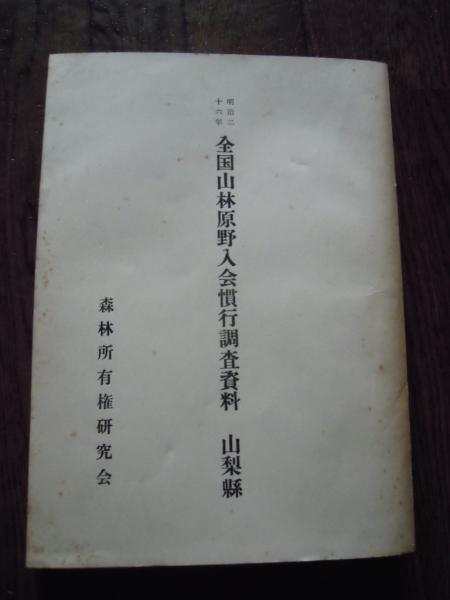 明治二
十六年
全国山林原野入会慣行調査資料　山梨縣
森林所有権研究会